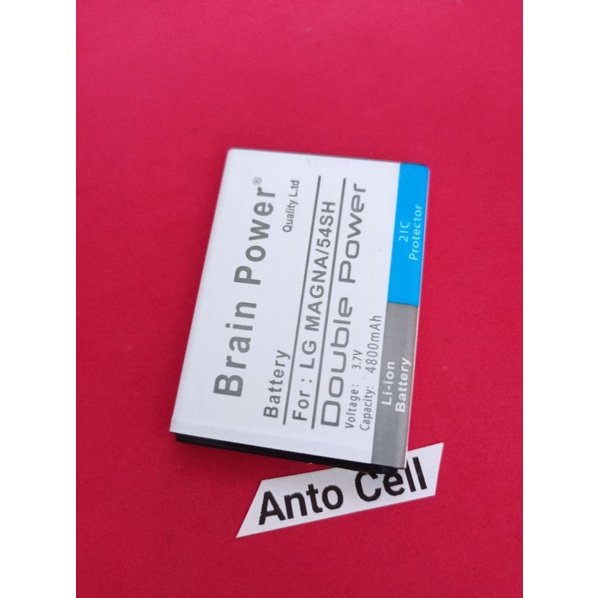 Brain Power®
Quality L.td
Battery
For : LG MAGNA/54SH
Double Power
Voltage: 3.7V
Capacity: 4800mAh
Li-ion
Battery
2IC
Protector
Anto Cell